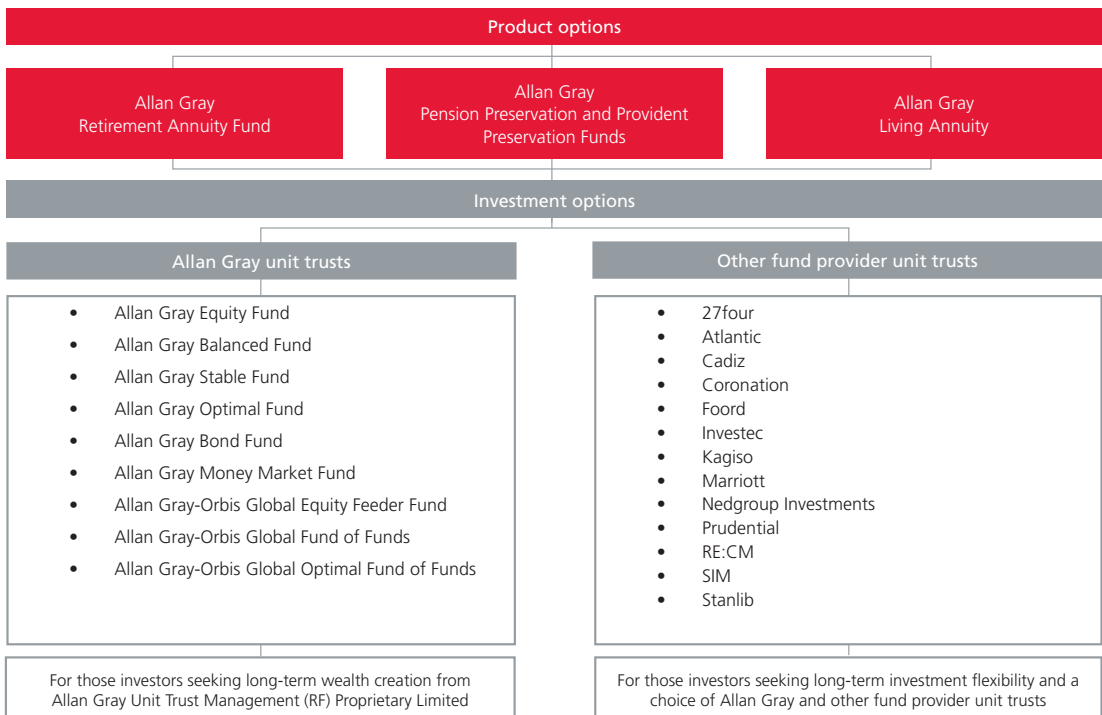 Product options
Allan Gray
Retirement Annuity Fund
Allan Gray
Pension Preservation and Provident
Preservation Funds
Allan Gray
Living Annuity
Investment options
Allan Gray unit trusts
• Allan Gray Equity Fund
• Allan Gray Balanced Fund
• Allan Gray Stable Fund
• Allan Gray Optimal Fund
• Allan Gray Bond Fund
• Allan Gray Money Market Fund
• Allan Gray-Orbis Global Equity Feeder Fund
• Allan Gray-Orbis Global Fund of Funds
• Allan Gray-Orbis Global Optimal Fund of Funds
For those investors seeking long-term wealth creation from
Allan Gray Unit Trust Management (RF) Proprietary Limited
Other fund provider unit trusts
• 27four
• Atlantic
• Cadiz
• Coronation
• Foord
• Investec
• Kagiso
• Marriott
• Nedgroup Investments
• Prudential
• RE:CM
• SIM
• Stanlib
For those investors seeking long-term investment flexibility and a
choice of Allan Gray and other fund provider unit trusts